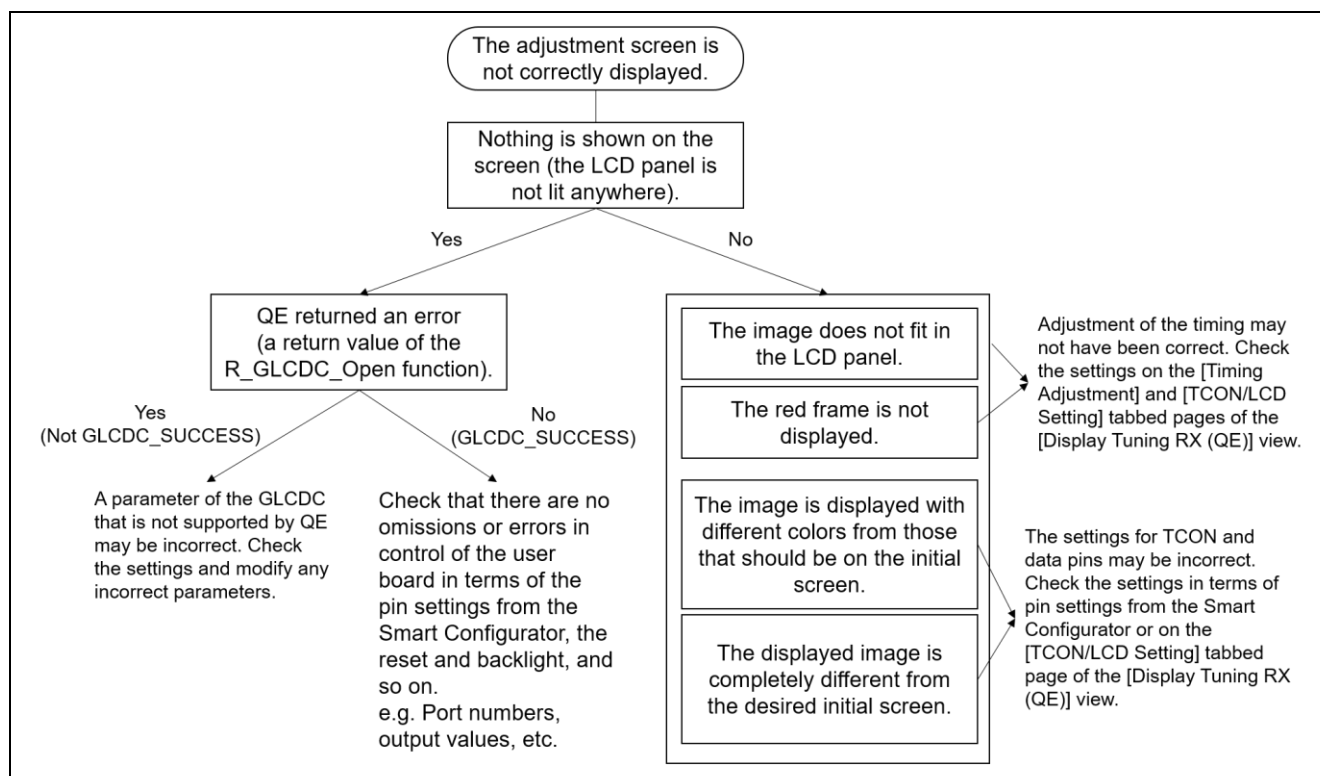 The adjustment screen is
not correctly displayed.
Nothing is shown on the
screen (the LCD panel is
not lit anywhere).
Yes
No
QE returned an error
(a return value of the
R_GLCDC_Open function).
Yes
(Not GLCDC_SUCCESS)
No
(GLCDC_SUCCESS)
A parameter of the GLCDC
that is not supported by QE
may be incorrect. Check
the settings and modify any
incorrect parameters.
Check that there are no
omissions or errors in
control of the user
board in terms of the
pin settings from the
Smart Configurator, the
reset and backlight, and
so on.
e.g. Port numbers,
output values, etc.
The image does not fit in
the LCD panel.
The red frame is not
displayed.
Adjustment of the timing may
not have been correct. Check
the settings on the [Timing
Adjustment] and [TCON/LCD
Setting] tabbed pages of the
[Display Tuning RX (QE)] view.
The image is displayed with
different colors from those
that should be on the initial
screen.
The displayed image is
completely different from
the desired initial screen.
The settings for TCON and
data pins may be incorrect.
Check the settings in terms of
pin settings from the Smart
Configurator or on the
[TCON/LCD Setting] tabbed
page of the [Display Tuning RX
(QE)] view.